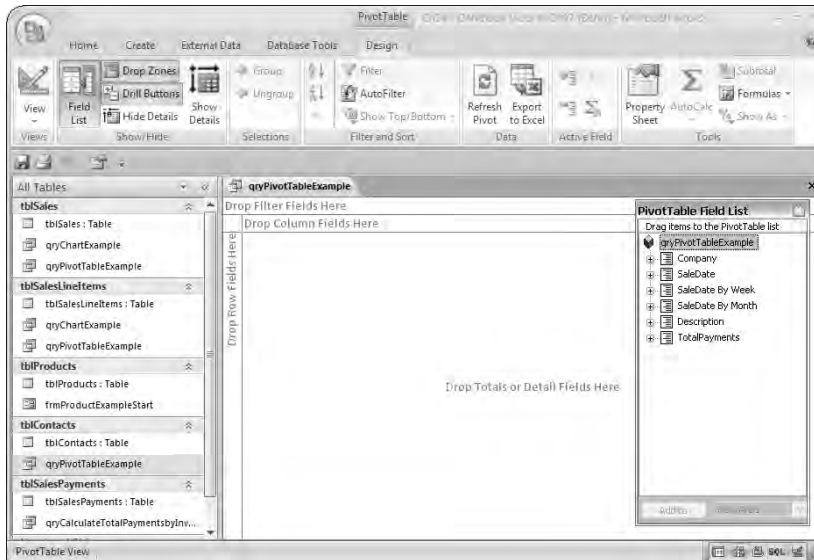 PivotTable
Home Create External Data Database Tools Design
View
Views
Field List
Drop Zones
Drill Buttons
Hide Details
Show Details
Show/Hide
Group
Ungroup
Selections
Filter
AutoFilter
Show Top/Bottom
Filter and Sort
Refresh Pivot
Export to Excel
Data
Active Field
Property Sheet
AutoCalc
Subtotal
Formulas
Show As
Tools
All Tables
tblSales
tblSales : Table
qryChartExample
qryPivotTableExample
tblSalesLineItems
tblSalesLineItems : Table
qryChartExample
qryPivotTableExample
tblProducts
tblProducts : Table
frmProductExampleStart
tblContacts
tblContacts : Table
qryPivotTableExample
tblSalesPayments
tblSalesPayments : Table
qryCalculateTotalPaymentsbyInv...
qryPivotTableExample
Drop Filter Fields Here
Drop Column Fields Here
Drop Row Fields Here
Drop Totals or Detail Fields Here
PivotTable Field List
Drag items to the PivotTable list
qryPivotTableExample
Company
SaleDate
SaleDate By Week
SaleDate By Month
Description
TotalPayments
Add to
PivotTable View
SQL